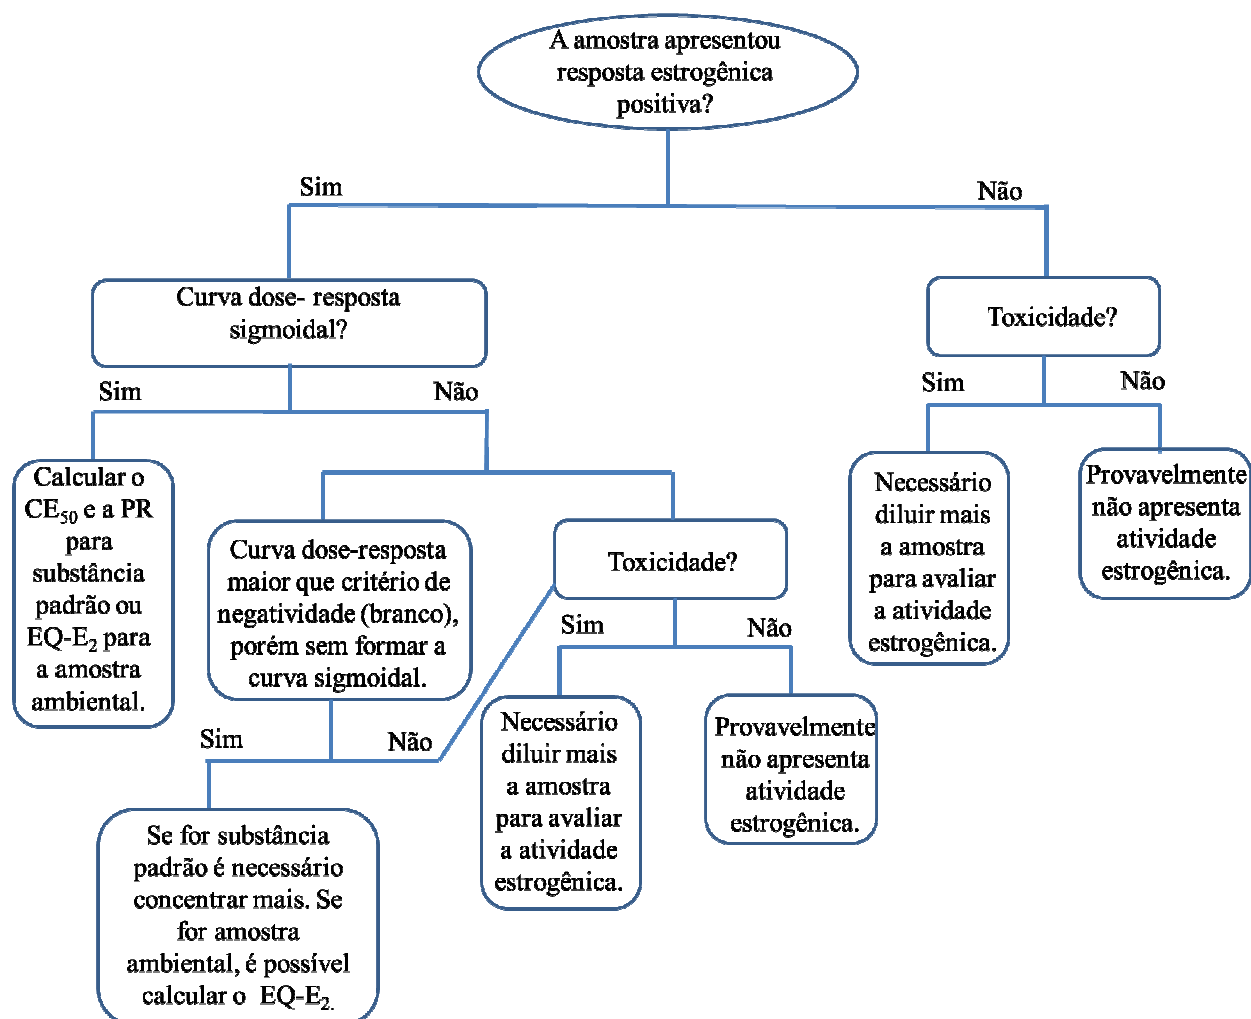 A amostra apresentou
resposta estrogênica
positiva?
Sim
Não
Curva dose- resposta
sigmoidal?
Toxicidade?
Sim
Não
Sim
Não
Calcular o
CE50 e a PR
para
substância
padrão ou
EQ-E2 para
a amostra
ambiental.
Curva dose-resposta
maior que critério de
negatividade (branco),
porém sem formar a
curva sigmoidal.
Toxicidade?
Necessário
diluir mais
a amostra
para avaliar
a atividade
estrogênica.
Provavelmente
não apresenta
atividade
estrogênica.
Sim
Não
Sim
Não
Necessário
diluir mais
a amostra
para avaliar
a atividade
estrogênica.
Provavelmente
não apresenta
atividade
estrogênica.
Se for substância
padrão é necessário
concentrar mais. Se
for amostra
ambiental, é possível
calcular o EQ-E2.